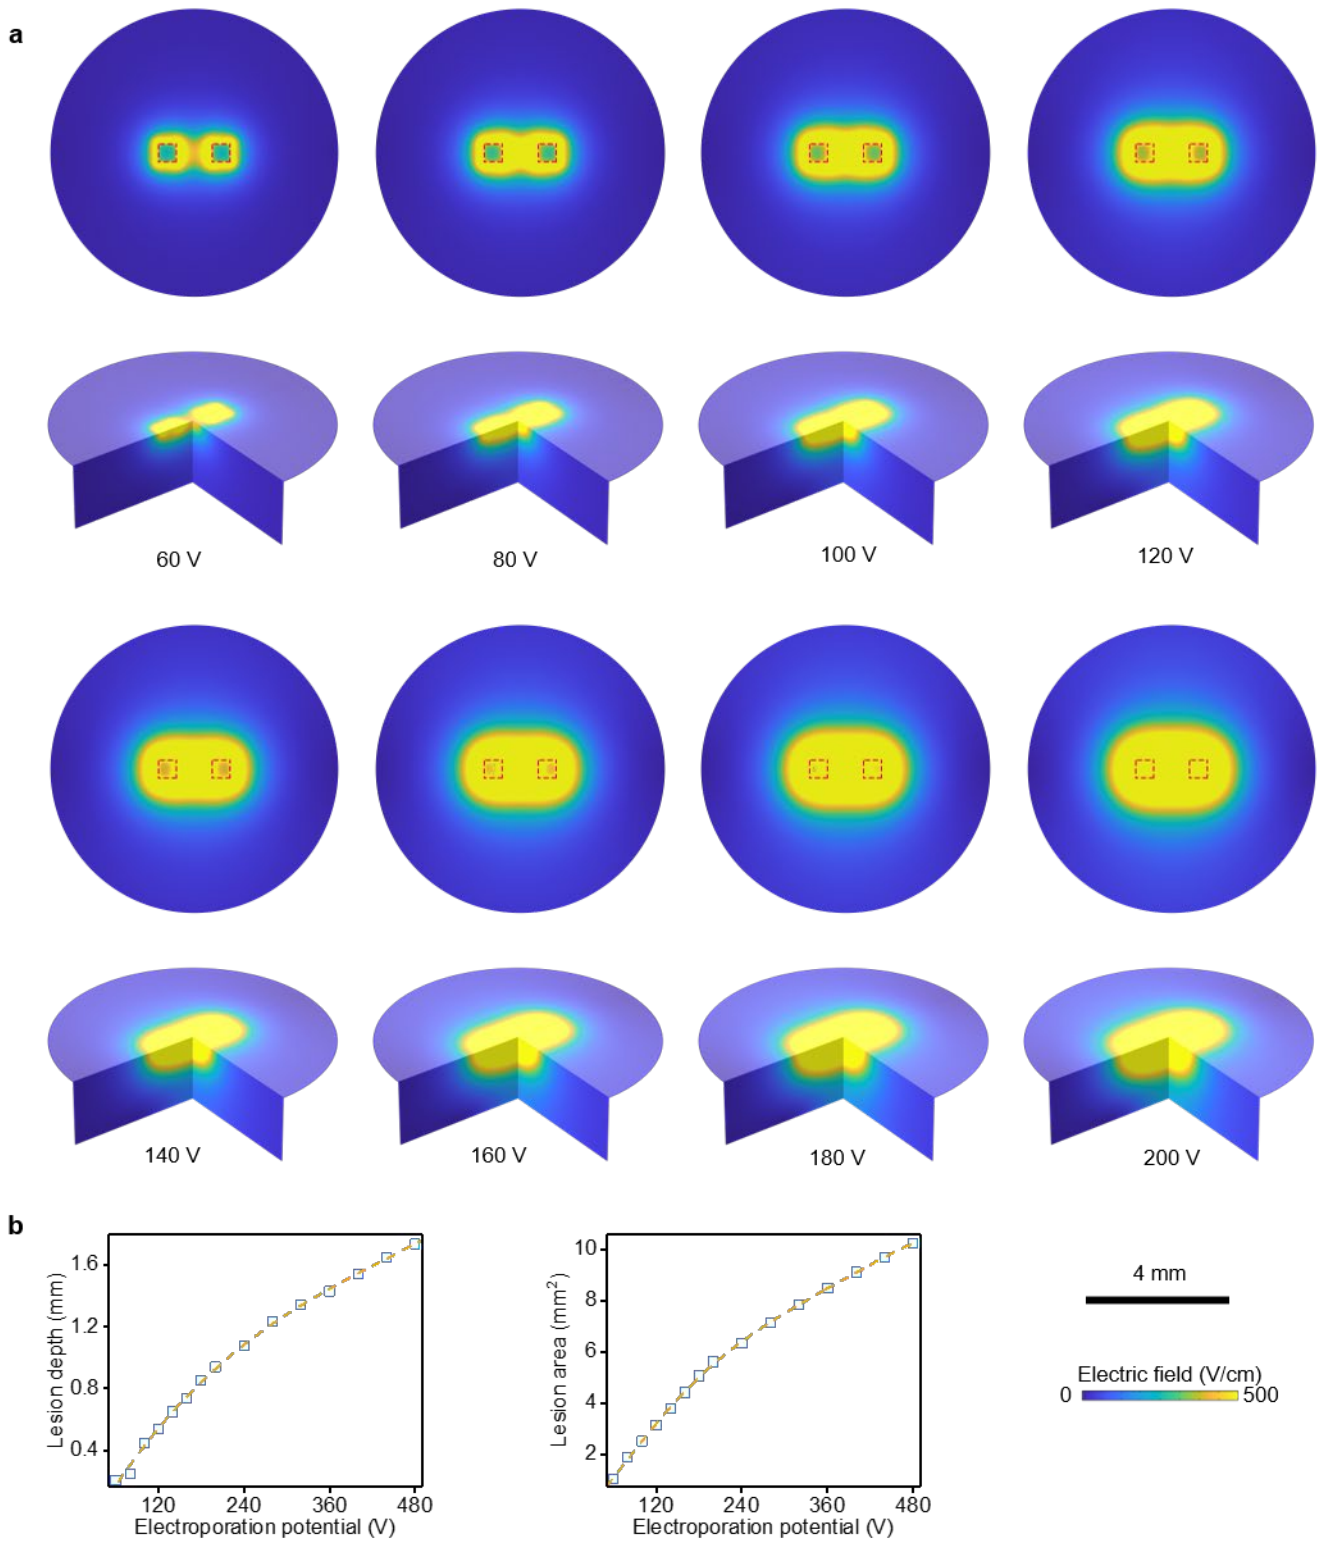 a
60 V
80 V
100 V
120 V
140 V
160 V
180 V
200 V
b
Lesion depth (mm)
1.6
1.2
0.8
0.4
120 240 360 480
Electroporation potential (V)
Lesion area (mm²)
10
8
6
4
2
120 240 360 480
Electroporation potential (V)
4 mm
Electric field (V/cm)
0 500